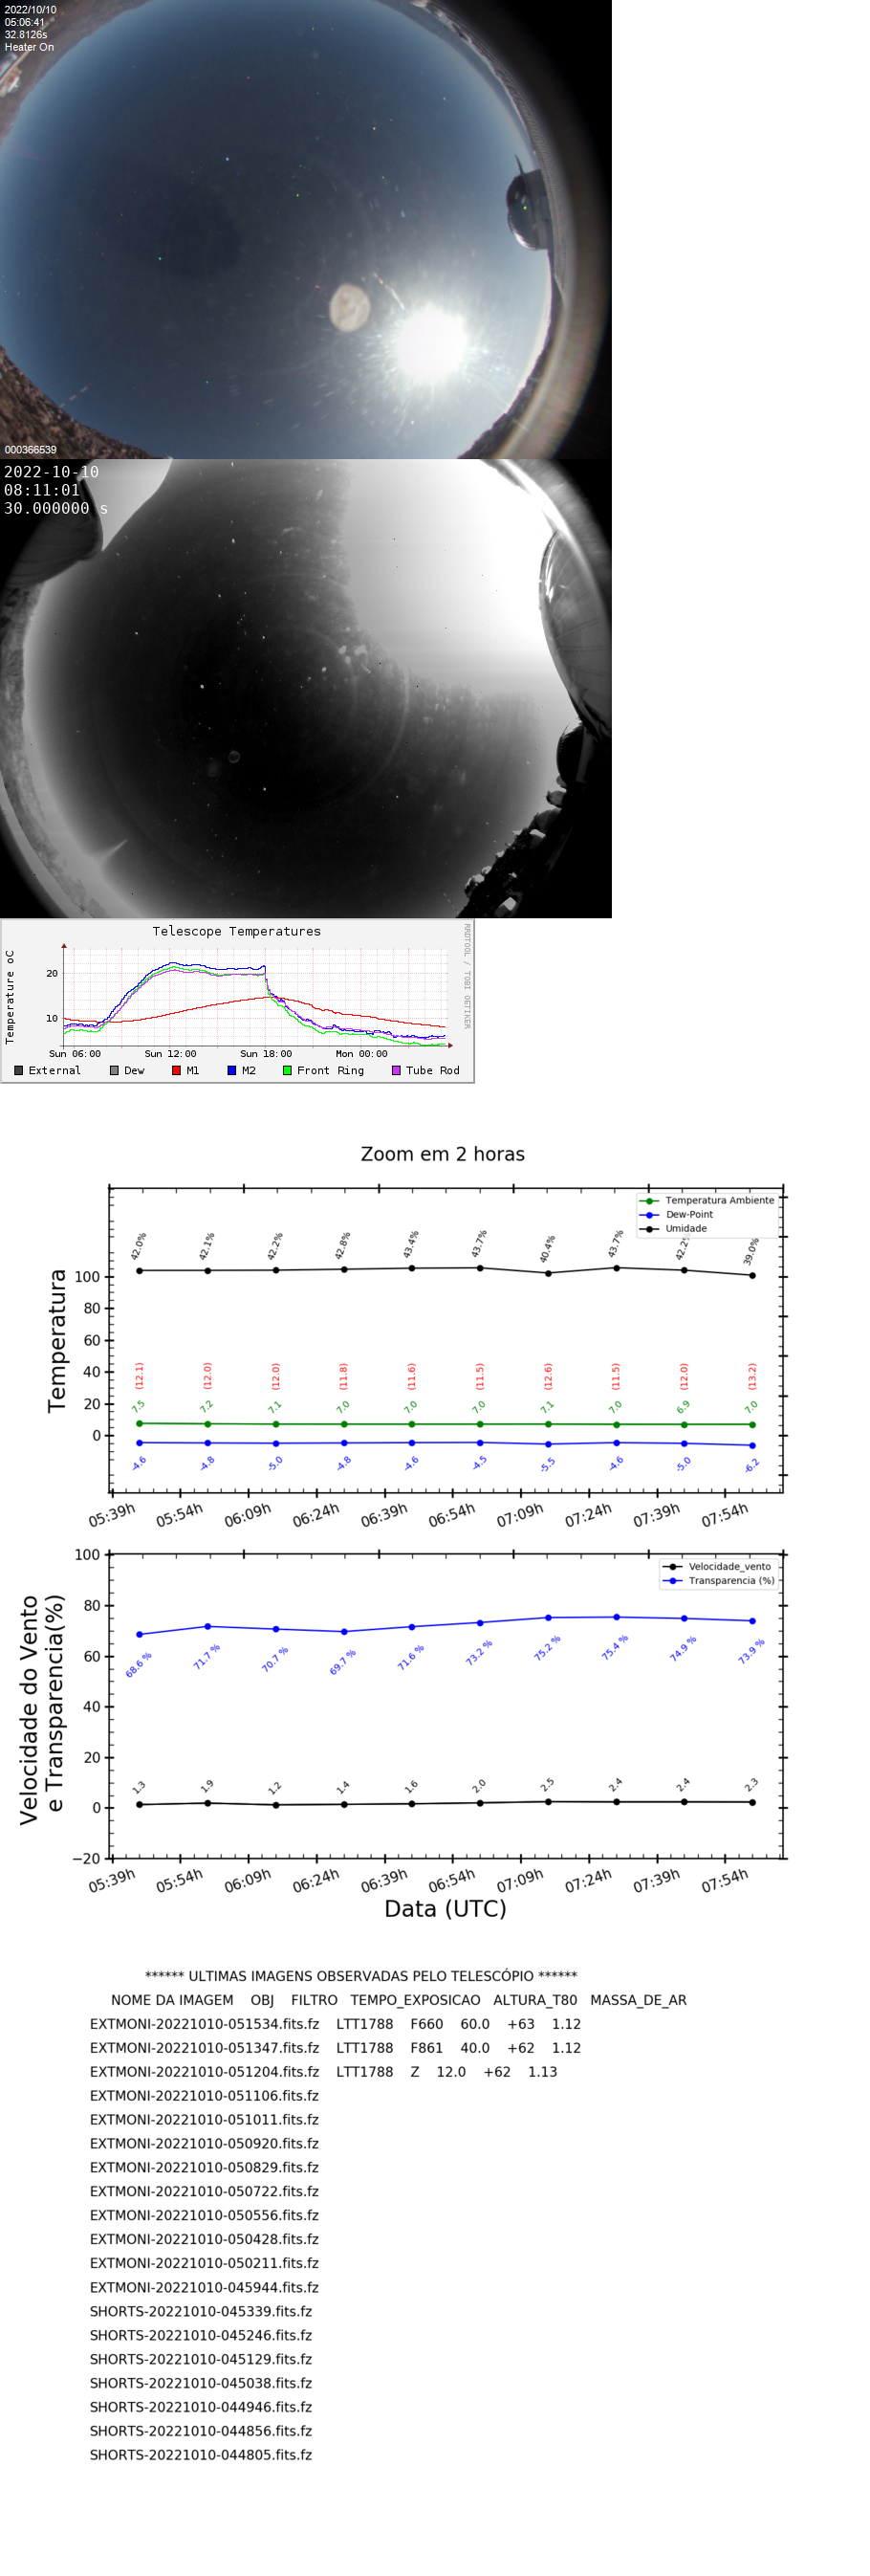 2022/10/10
05:06:41
32.8126s
Heater On
000366539
2022-10-10
08:11:01
30.000000 s
Telescope Temperatures
RRDTOOL / TOBI OETIKER
Temperature oC
20
10
Sun 06:00 Sun 12:00 Sun 18:00 Mon 00:00
External Dew M1 M2 Front Ring Tube Rod
Zoom em 2 horas
Temperatura Ambiente
Dew-Point
Umidade
42.0% 42.1% 42.2% 42.8% 43.4% 43.7% 40.4% 43.7% 42.2% 39.0%
Temperatura
100
80
60
40
20
0
(12.1) (12.0) (12.0) (11.8) (11.6) (11.5) (12.6) (11.5) (12.0) (13.2)
7.5 7.2 7.1 7.0 7.0 7.0 7.1 7.0 6.9 7.0
-4.6 -4.8 -5.0 -4.8 -4.6 -4.5 -5.5 -4.6 -5.0 -6.2
05:39h 05:54h 06:09h 06:24h 06:39h 06:54h 07:09h 07:24h 07:39h 07:54h
Velocidade_vento
Transparencia (%)
Velocidade do Vento
e Transparencia(%)
100
80
60
40
20
0
−20
68.6 % 71.7 % 70.7 % 69.7 % 71.6 % 73.2 % 75.2 % 75.4 % 74.9 % 73.9 %
1.3 1.9 1.2 1.4 1.6 2.0 2.5 2.4 2.4 2.3
05:39h 05:54h 06:09h 06:24h 06:39h 06:54h 07:09h 07:24h 07:39h 07:54h
Data (UTC)
****** ULTIMAS IMAGENS OBSERVADAS PELO TELESCÓPIO ******
NOME DA IMAGEM OBJ FILTRO TEMPO_EXPOSICAO ALTURA_T80 MASSA_DE_AR
EXTMONI-20221010-051534.fits.fz LTT1788 F660 60.0 +63 1.12
EXTMONI-20221010-051347.fits.fz LTT1788 F861 40.0 +62 1.12
EXTMONI-20221010-051204.fits.fz LTT1788 Z 12.0 +62 1.13
EXTMONI-20221010-051106.fits.fz
EXTMONI-20221010-051011.fits.fz
EXTMONI-20221010-050920.fits.fz
EXTMONI-20221010-050829.fits.fz
EXTMONI-20221010-050722.fits.fz
EXTMONI-20221010-050556.fits.fz
EXTMONI-20221010-050428.fits.fz
EXTMONI-20221010-050211.fits.fz
EXTMONI-20221010-045944.fits.fz
SHORTS-20221010-045339.fits.fz
SHORTS-20221010-045246.fits.fz
SHORTS-20221010-045129.fits.fz
SHORTS-20221010-045038.fits.fz
SHORTS-20221010-044946.fits.fz
SHORTS-20221010-044856.fits.fz
SHORTS-20221010-044805.fits.fz